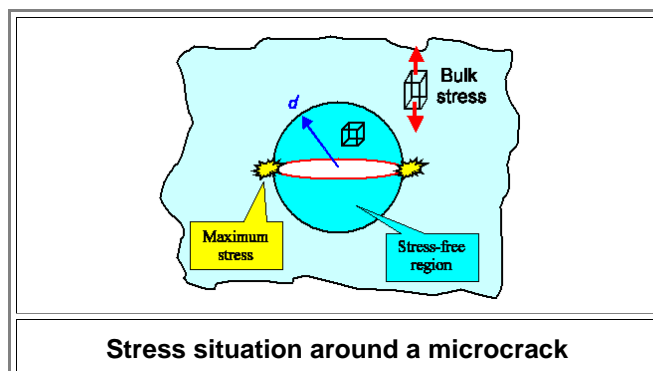 Bulk
stress
d
Maximum
stress
Stress-free
region
Stress situation around a microcrack